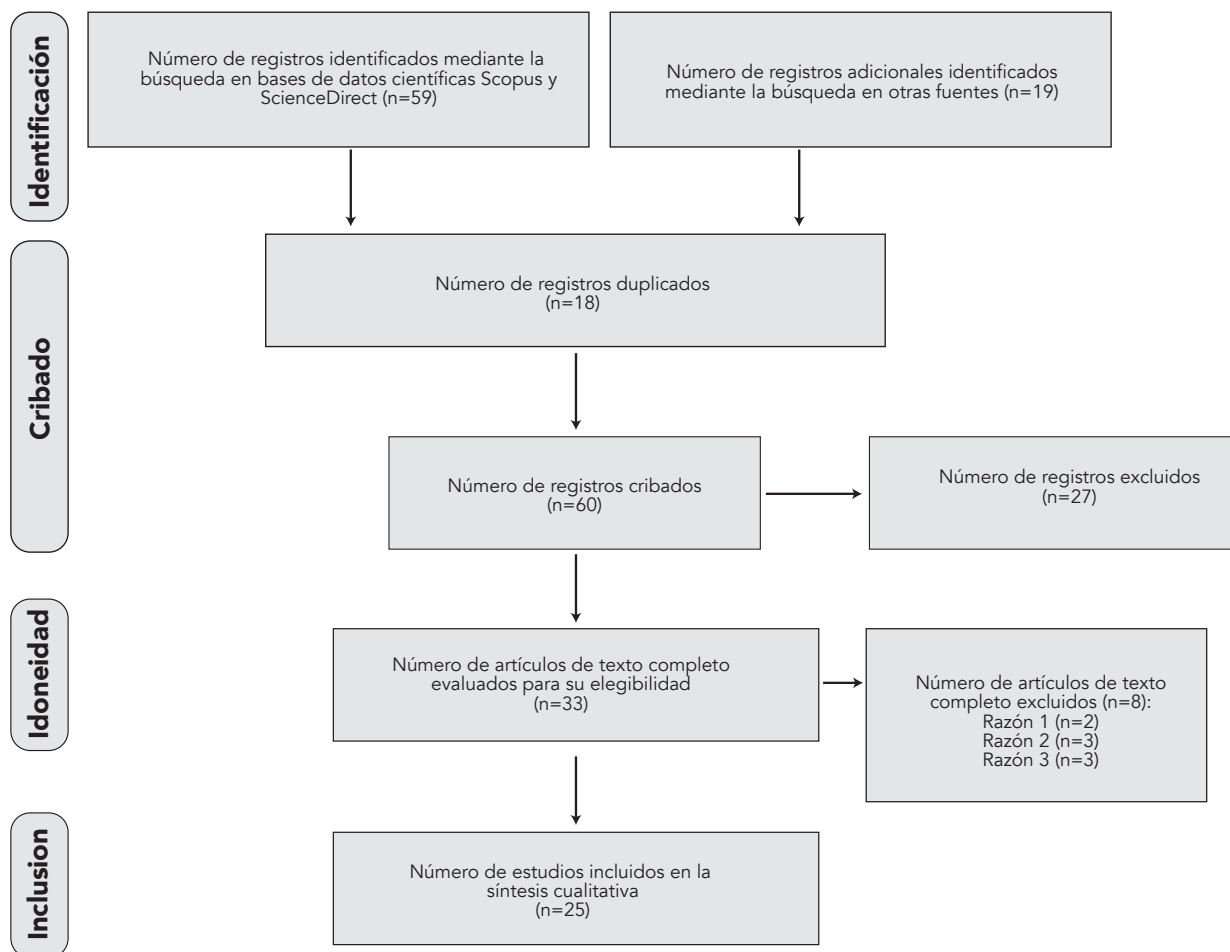 Identificación
Número de registros identificados mediante la
búsqueda en bases de datos científicas Scopus y
ScienceDirect (n=59)
Número de registros adicionales identificados
mediante la búsqueda en otras fuentes (n=19)
Cribado
Número de registros duplicados
(n=18)
Número de registros cribados
(n=60)
Número de registros excluidos
(n=27)
Idoneidad
Número de artículos de texto completo
evaluados para su elegibilidad
(n=33)
Número de artículos de texto
completo excluidos (n=8):
Razón 1 (n=2)
Razón 2 (n=3)
Razón 3 (n=3)
Inclusion
Número de estudios incluidos en la
síntesis cualitativa
(n=25)